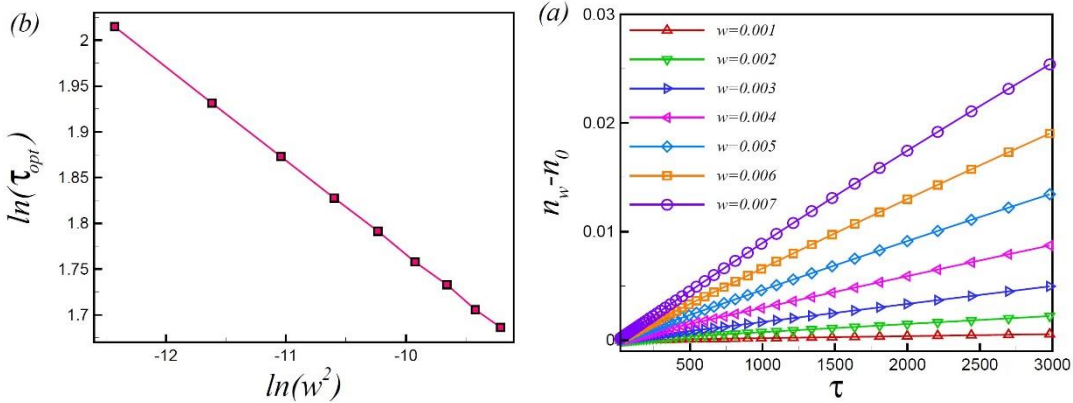 (b)
2
1.95
1.9
1.85
1.8
1.75
1.7
ln(τopt)
-12
-11
-10
ln(w²)
(a)
0.03
0.02
0.01
0.00
nw-n0
w=0.001
w=0.002
w=0.003
w=0.004
w=0.005
w=0.006
w=0.007
500
1000
1500
2000
2500
3000
τ